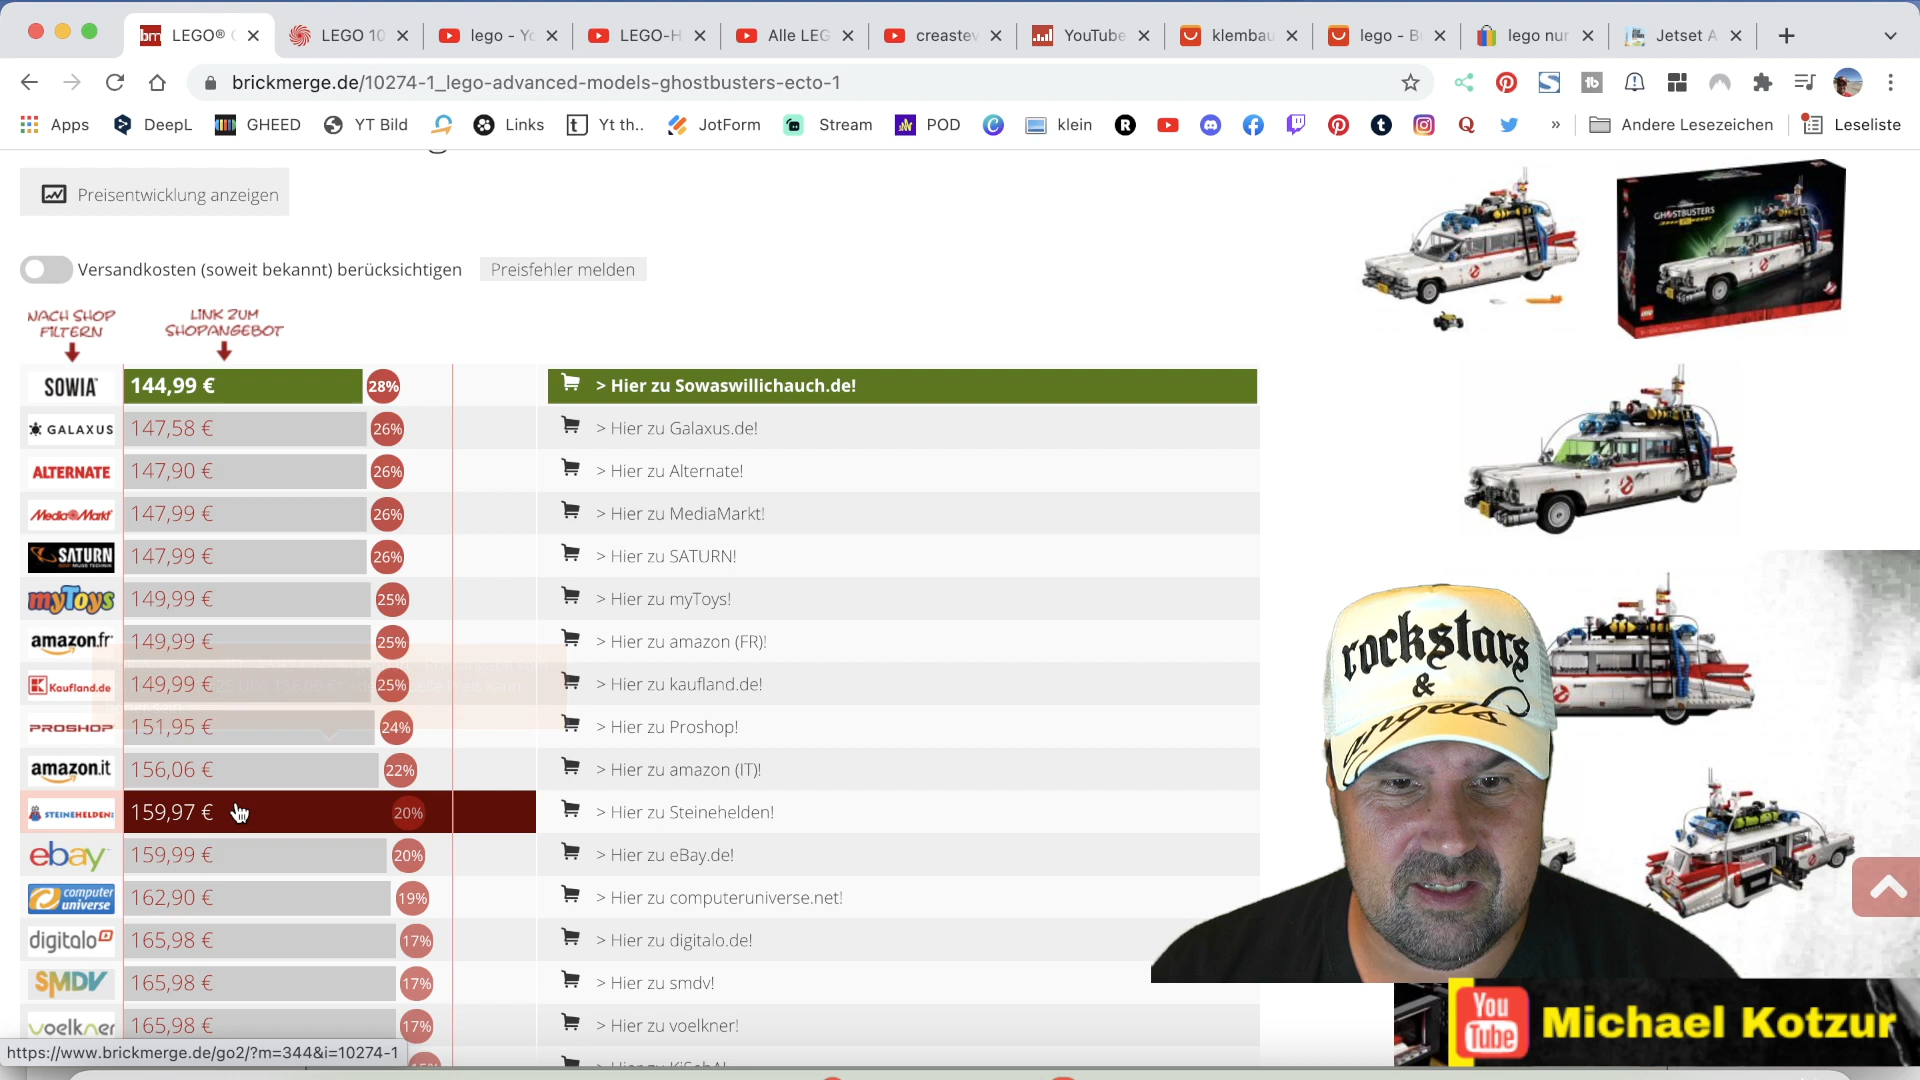 LEGO®
LEGO 10
lego - Yo
LEGO-H
Alle LEG
creastev
YouTube
klembau
lego - B
lego nur
Jetset A
brickmerge.de/10274-1_lego-advanced-models-ghostbusters-ecto-1
Apps
DeepL
GHEED
YT Bild
Links
Yt th..
JotForm
Stream
POD
klein
»
Andere Lesezeichen
Leseliste
Preisentwicklung anzeigen
Versandkosten (soweit bekannt) berücksichtigen
Preisfehler melden
NACH SHOP
FILTERN
LINK ZUM
SHOPANGEBOT
SOWIA 144,99 € 28% > Hier zu Sowaswillichauch.de!
GALAXUS 147,58 € 26% > Hier zu Galaxus.de!
ALTERNATE 147,90 € 26% > Hier zu Alternate!
MediaMarkt 147,99 € 26% > Hier zu MediaMarkt!
SATURN 147,99 € 26% > Hier zu SATURN!
myToys 149,99 € 25% > Hier zu myToys!
amazon.fr 149,99 € 25% > Hier zu amazon (FR)!
Kaufland.de 149,99 € 25% > Hier zu kaufland.de!
PROSHOP 151,95 € 24% > Hier zu Proshop!
amazon.it 156,06 € 22% > Hier zu amazon (IT)!
STEINEHELDEN 159,97 € 20% > Hier zu Steinehelden!
ebay 159,99 € 20% > Hier zu eBay.de!
computer universe 162,90 € 19% > Hier zu computeruniverse.net!
digitalo 165,98 € 17% > Hier zu digitalo.de!
SMDV 165,98 € 17% > Hier zu smdv!
voelkner 165,98 € 17% > Hier zu voelkner!
https://www.brickmerge.de/go2/?m=344&i=10274-1
GHOSTBUSTERS
rockstars
&
angels
You
Tube
Michael Kotzur